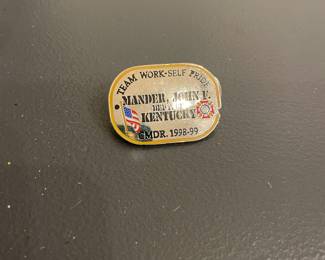 TEAM WORK-SELF PRIDE
MANDER, JOHN F.
KENTUCKY
CMDR. 1998-99